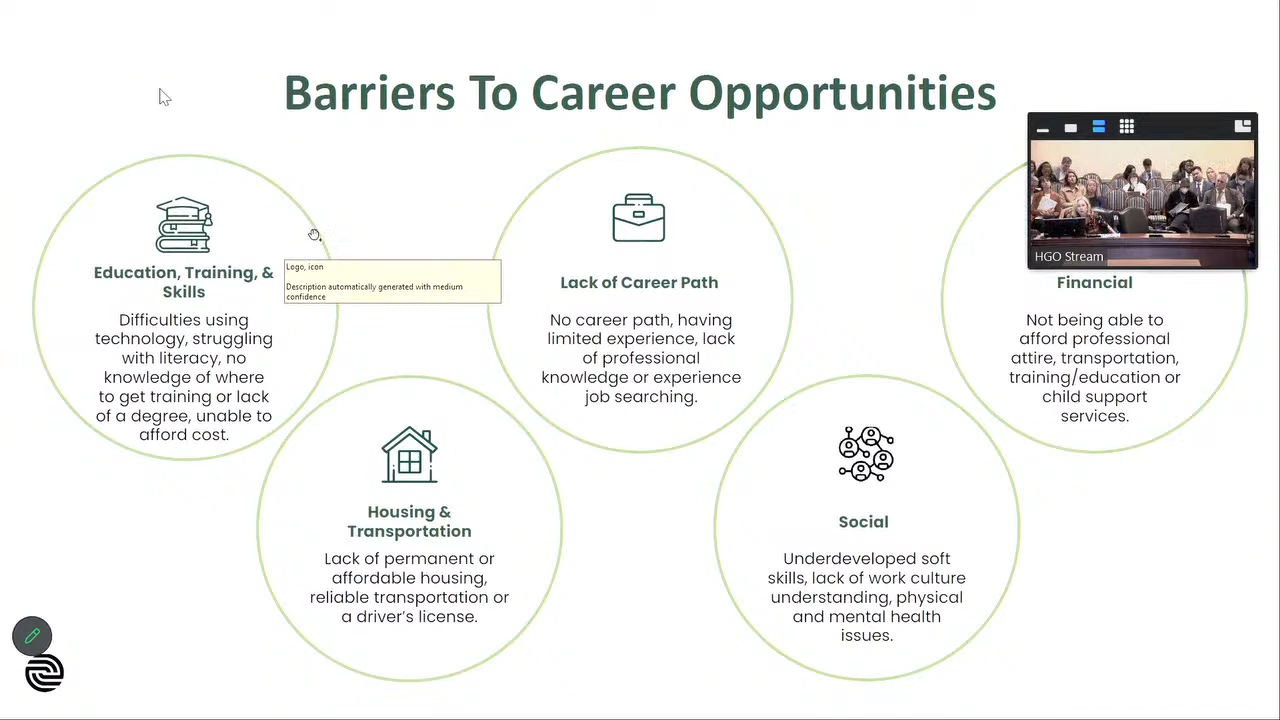 Barriers To Career Opportunities
HGO Stream
Education, Training, &
Skills
Difficulties using
technology, struggling
with literacy, no
knowledge of where
to get training or lack
of a degree, unable to
afford cost.
Logo, icon
Description automatically generated with medium
confidence
Housing &
Transportation
Lack of permanent or
affordable housing,
reliable transportation or
a driver's license.
Lack of Career Path
No career path, having
limited experience, lack
of professional
knowledge or experience
job searching.
Social
Underdeveloped soft
skills, lack of work culture
understanding, physical
and mental health
issues.
Financial
Not being able to
afford professional
attire, transportation,
training/education or
child support
services.